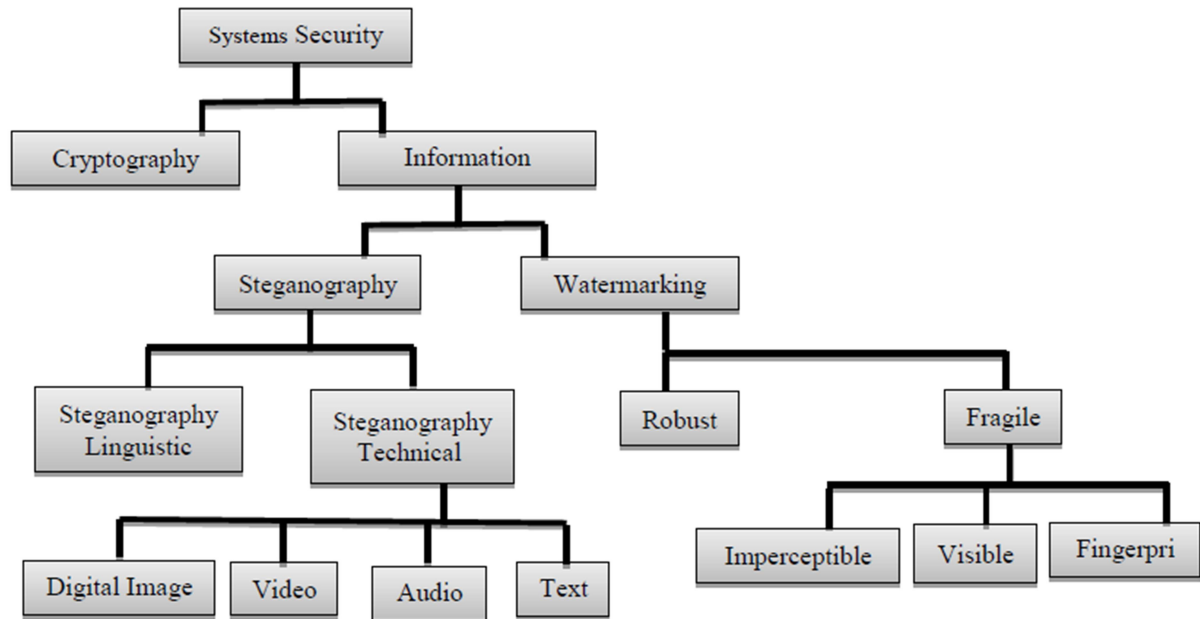 Systems Security
Cryptography
Information
Steganography
Watermarking
Steganography
Linguistic
Steganography
Technical
Robust
Fragile
Digital Image
Video
Audio
Text
Imperceptible
Visible
Fingerpri